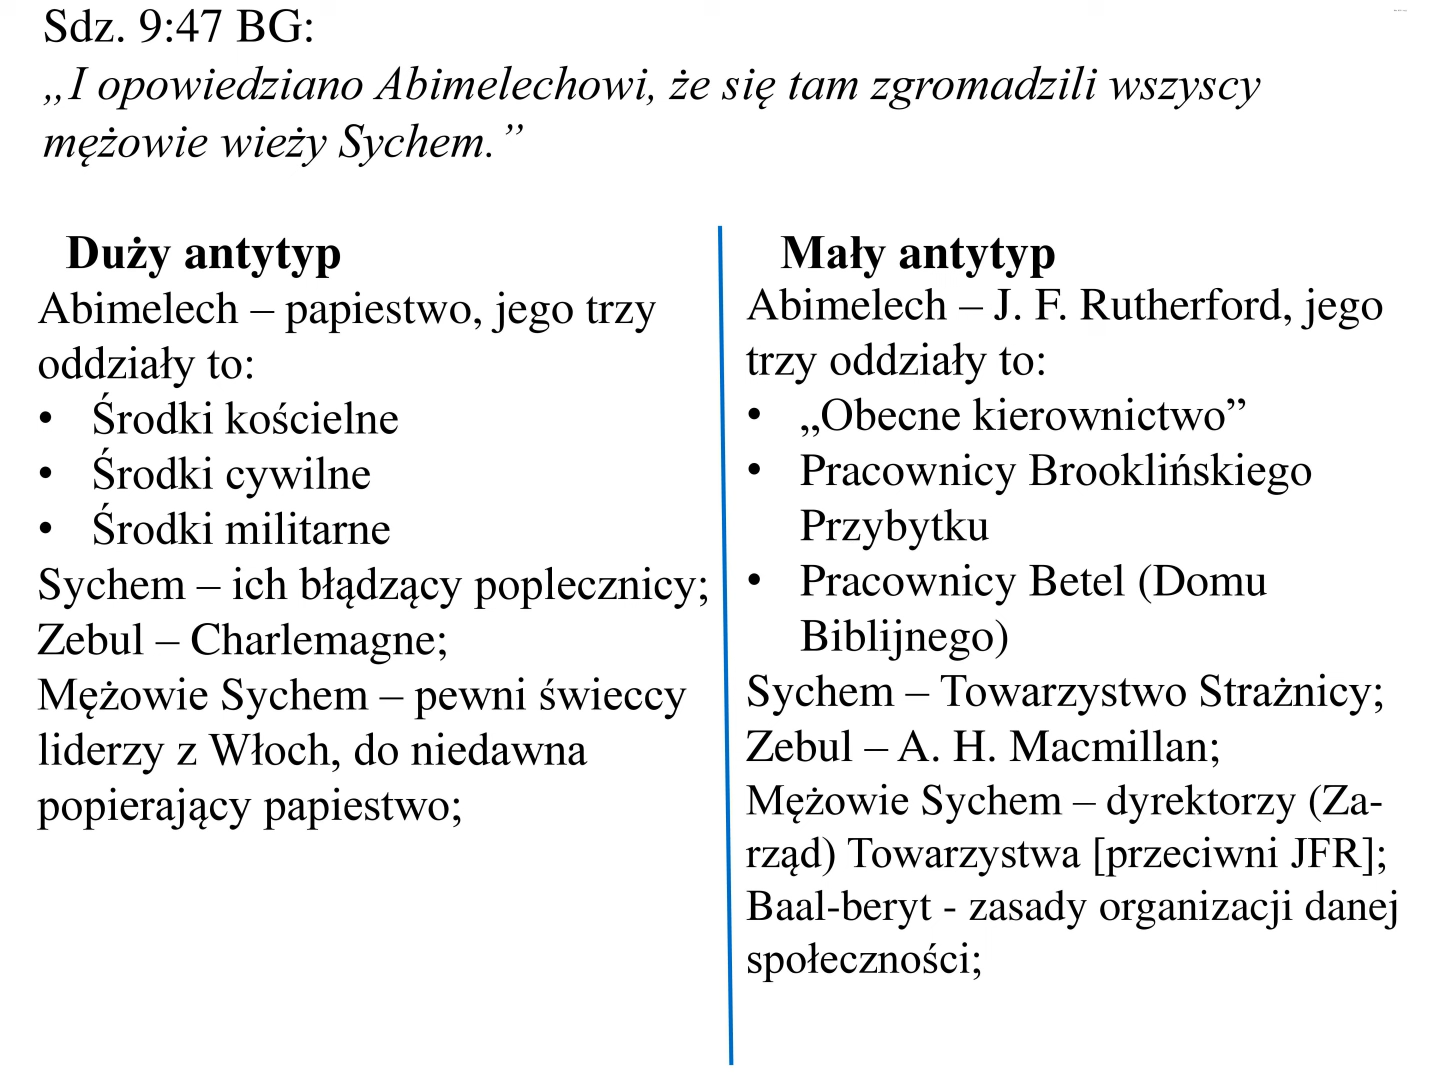 Sdz. 9:47 BG:
„I opowiedziano Abimelechowi, że się tam zgromadzili wszyscy
mężowie wieży Sychem.”
Duży antytyp
Abimelech – papiestwo, jego trzy
oddziały to:
• Środki kościelne
• Środki cywilne
• Środki militarne
Sychem – ich błądzący poplecznicy;
Zebul – Charlemagne;
Mężowie Sychem – pewni świeccy
liderzy z Włoch, do niedawna
popierający papiestwo;
Mały antytyp
Abimelech – J. F. Rutherford, jego
trzy oddziały to:
• „Obecne kierownictwo”
• Pracownicy Brooklińskiego
Przybytku
• Pracownicy Betel (Domu
Biblijnego)
Sychem – Towarzystwo Strażnicy;
Zebul – A. H. Macmillan;
Mężowie Sychem – dyrektorzy (Za-
rząd) Towarzystwa [przeciwni JFR];
Baal-beryt - zasady organizacji danej
społeczności;